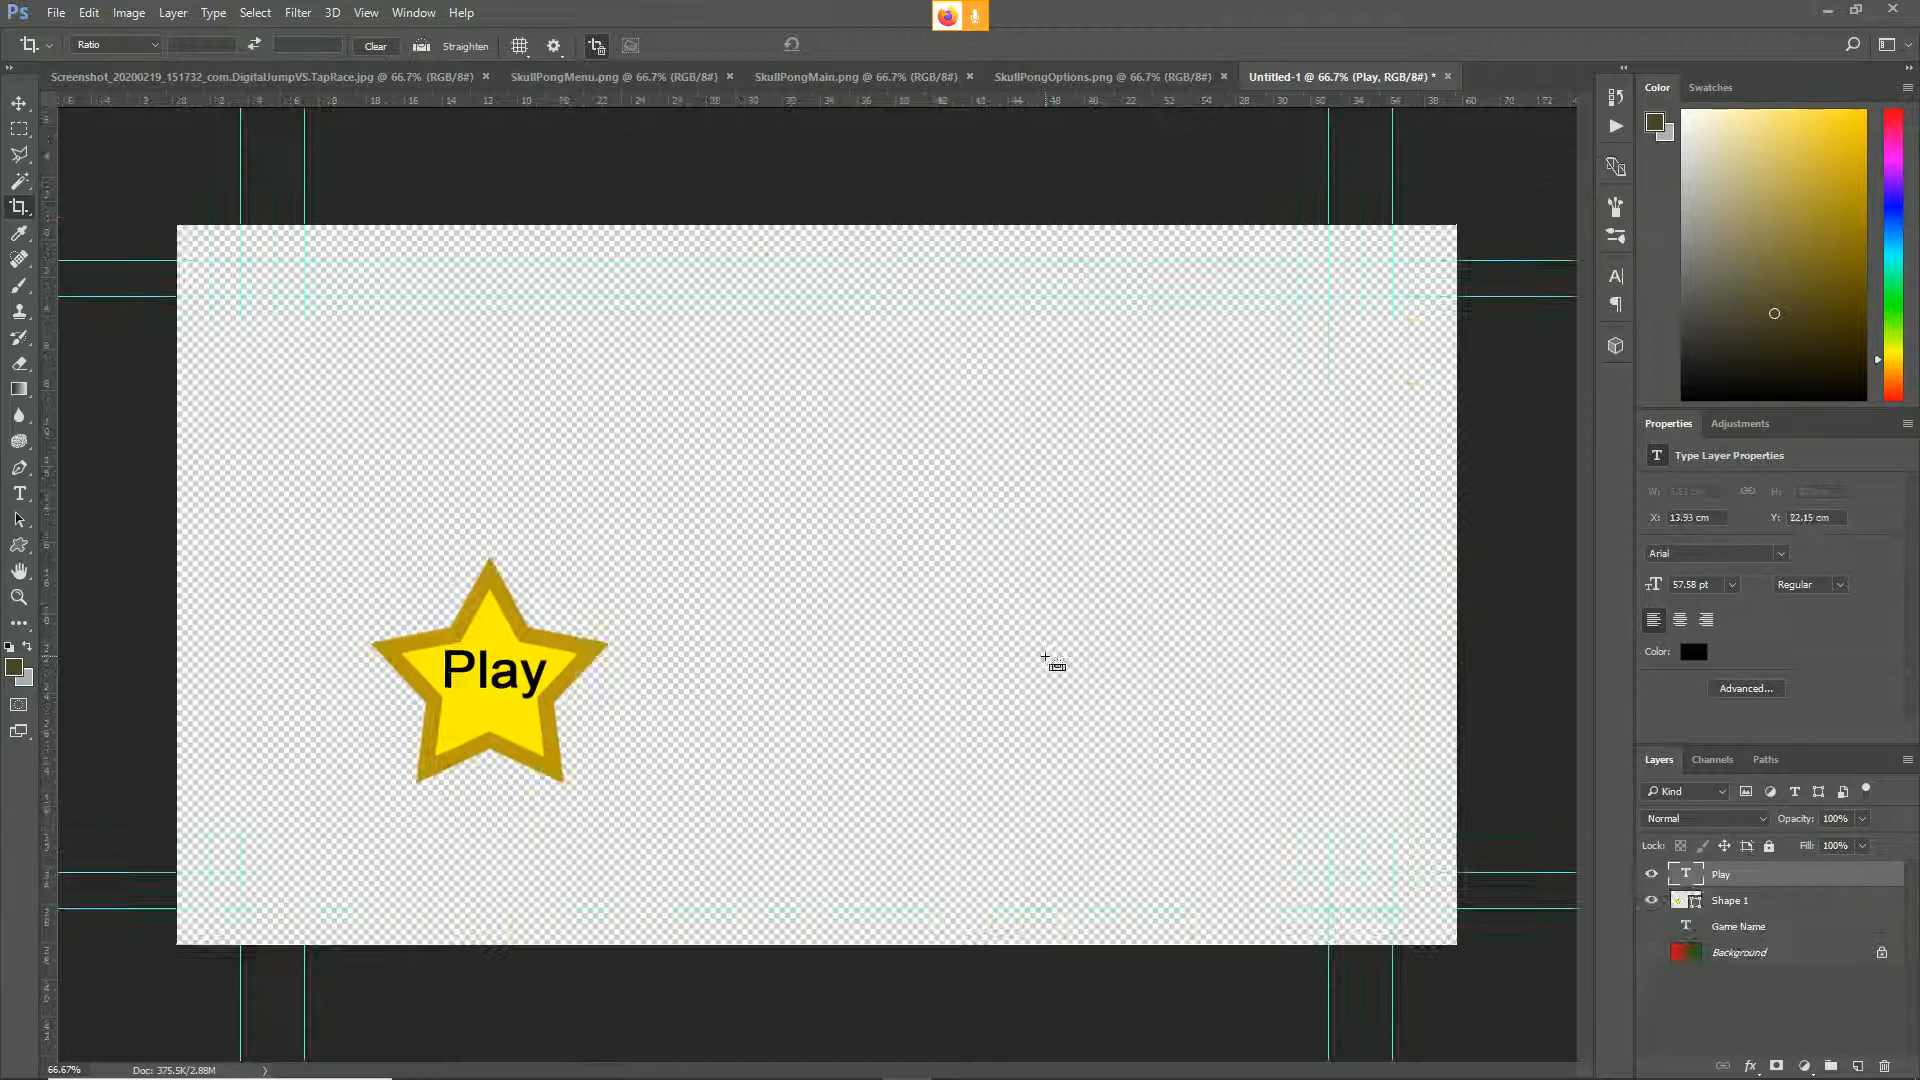 Ps File Edit Image Layer Type Select Filter 3D View Window Help
Ratio Clear Straighten
Screenshot_20200219_151732_com.DigitalJumpVS.TapRace.jpg @ 66.7% (RGB/8#) × SkullPongMenu.png @ 66.7% (RGB/8#) × SkullPongMain.png @ 66.7% (RGB/8#) × SkullPongOptions.png @ 66.7% (RGB/8#) × Untitled-1 @ 66.7% (Play, RGB/8#) * ×
Color Swatches
Play
Properties Adjustments
T Type Layer Properties
W: H:
X: 13.93 cm Y: 22.15 cm
Arial
57.58 pt Regular
Color:
Advanced...
Layers Channels Paths
Kind
Normal Opacity: 100%
Lock: Fill: 100%
T Play
Shape 1
T Game Name
Background
fx
66.67% Doc: 375.5K/2.88M